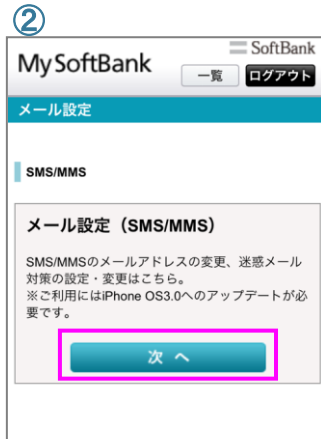 ②
SoftBank
My SoftBank
一覧 ログアウト
メール設定
SMS/MMS
メール設定（SMS/MMS）
SMS/MMSのメールアドレスの変更、迷惑メール
対策の設定・変更はこちら。
※ご利用にはiPhone OS3.0へのアップデートが必
要です。
次 へ